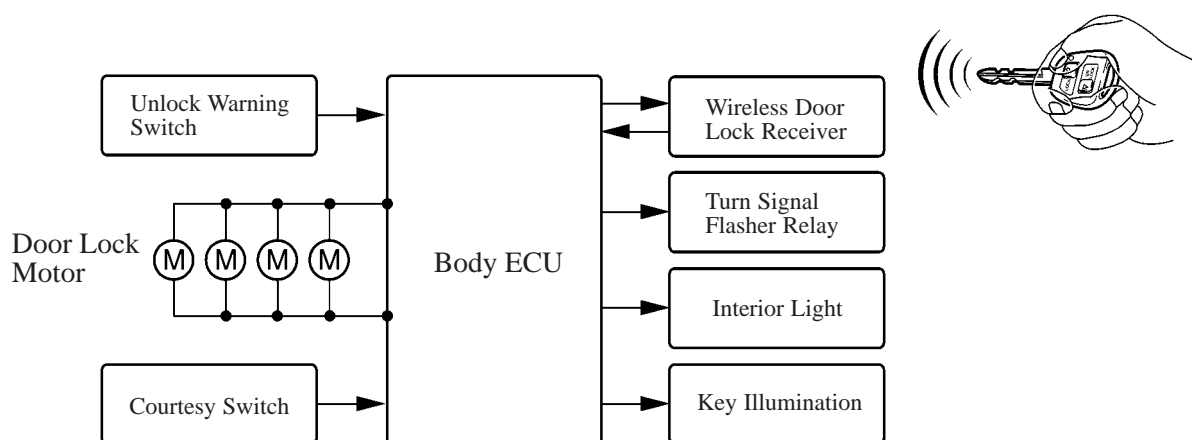 Unlock Warning
Switch
Wireless Door
Lock Receiver
Turn Signal
Flasher Relay
Door Lock
Motor
M
M
M
M
Body ECU
Interior Light
Courtesy Switch
Key Illumination